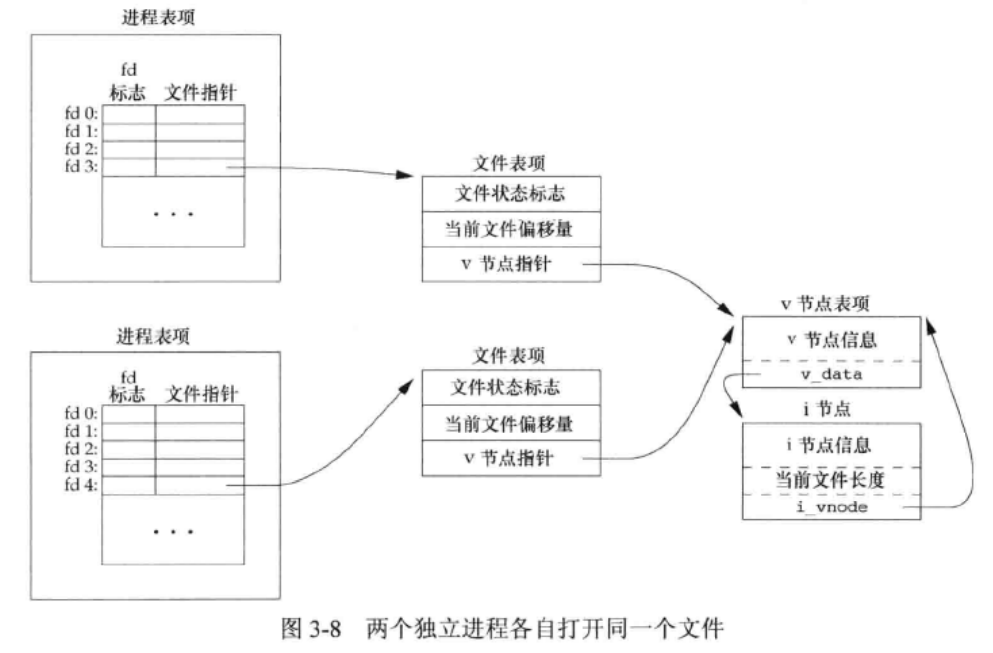 进程表项
fd
标志 文件指针
fd 0:
fd 1:
fd 2:
fd 3:
· · ·
文件表项
文件状态标志
当前文件偏移量
v 节点指针
进程表项
fd
标志 文件指针
fd 0:
fd 1:
fd 2:
fd 3:
fd 4:
· · ·
文件表项
文件状态标志
当前文件偏移量
v 节点指针
v 节点表项
v 节点信息
v_data
i 节点
i 节点信息
当前文件长度
i_vnode
图 3-8 两个独立进程各自打开同一个文件